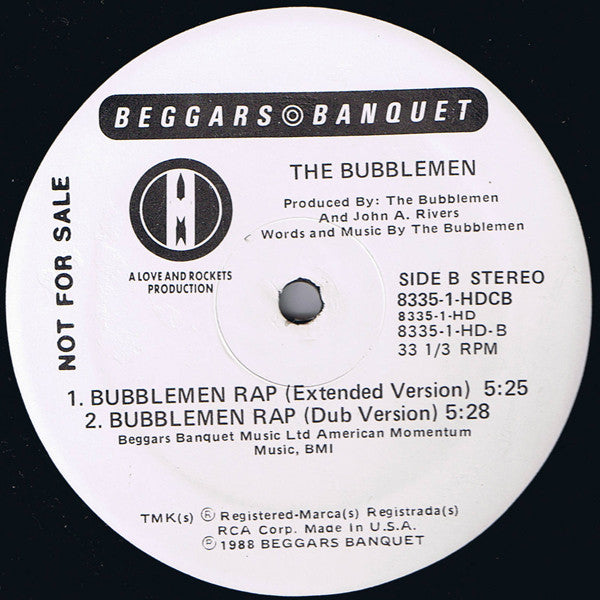 BEGGARS BANQUET
THE BUBBLEMEN
Produced By: The Bubblemen
And John A. Rivers
Words and Music By The Bubblemen
NOT FOR SALE
A LOVE AND ROCKETS
PRODUCTION
SIDE B STEREO
8335-1-HDCB
8335-1-HD
8335-1-HD-B
33 1/3 RPM
1. BUBBLEMEN RAP (Extended Version) 5:25
2. BUBBLEMEN RAP (Dub Version) 5:28
Beggars Banquet Music Ltd American Momentum
Music, BMI
TMK(s) ® Registered-Marca(s) Registrada(s)
RCA Corp. Made In U.S.A.
℗ 1988 BEGGARS BANQUET